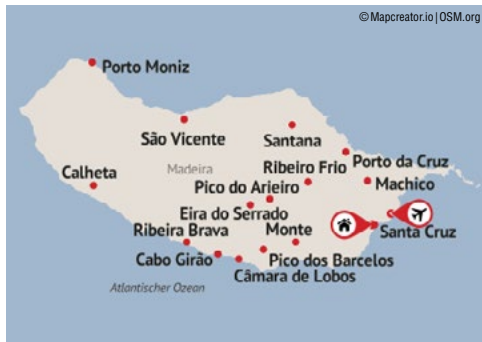 © Mapcreator.io | OSM.org
Porto Moniz
São Vicente
Santana
Madeira
Ribeiro Frio
Porto da Cruz
Calheta
Pico do Arieiro
Machico
Eira do Serrado
Ribeira Brava
Monte
Santa Cruz
Cabo Girão
Pico dos Barcelos
Câmara de Lobos
Atlantischer Ozean